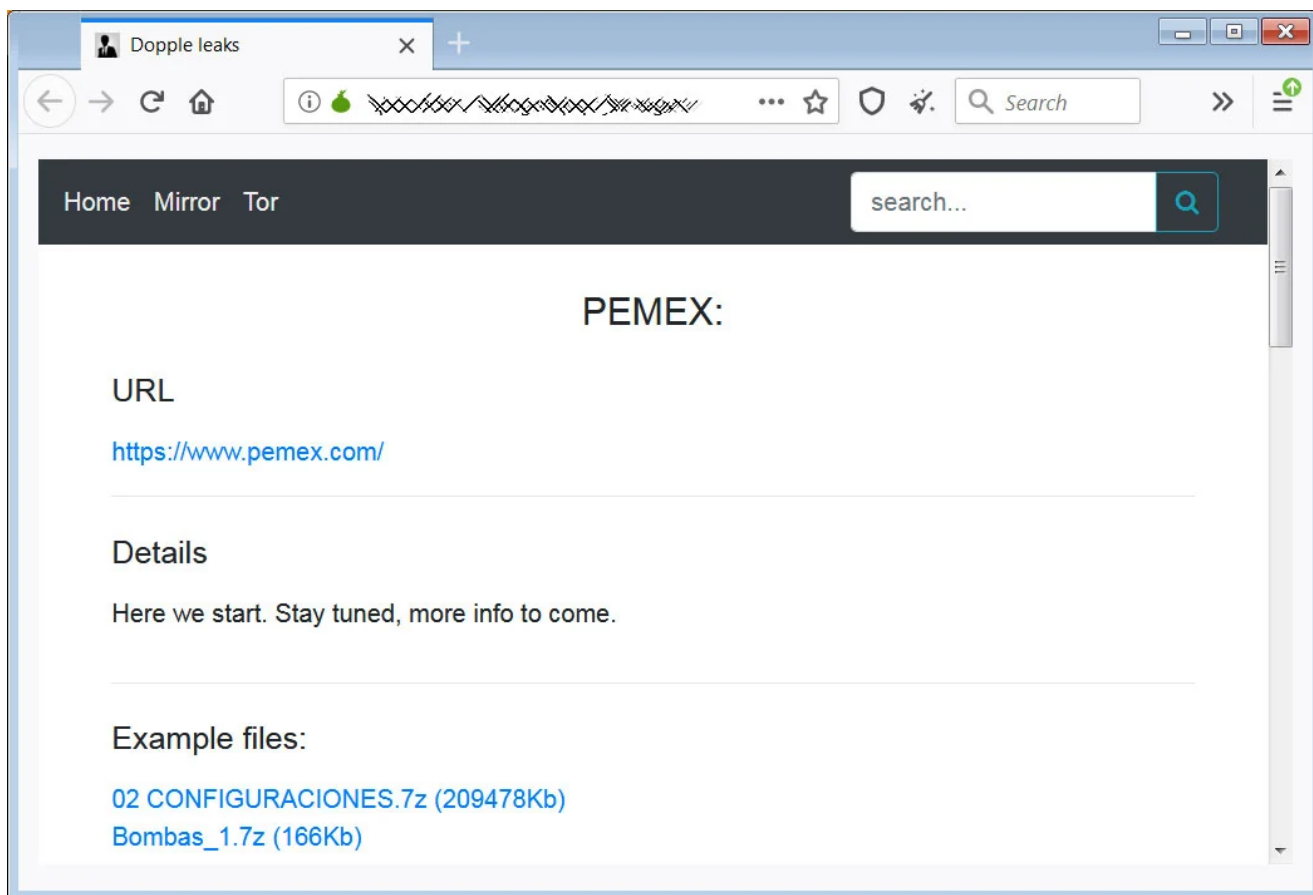 Dopple leaks
Search
Home Mirror Tor
search...
PEMEX:
URL
https://www.pemex.com/
Details
Here we start. Stay tuned, more info to come.
Example files:
02 CONFIGURACIONES.7z (209478Kb)
Bombas_1.7z (166Kb)